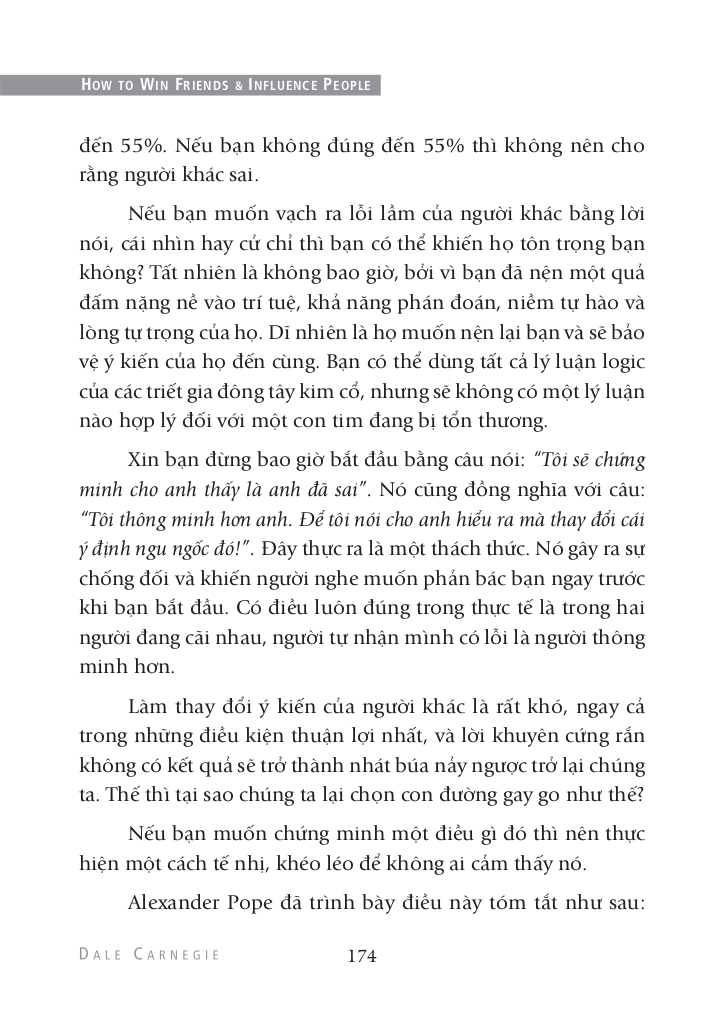 HOW TO WIN FRIENDS & INFLUENCE PEOPLE
đến 55%. Nếu bạn không đúng đến 55% thì không nên cho
rằng người khác sai.
Nếu bạn muốn vạch ra lỗi lầm của người khác bằng lời
nói, cái nhìn hay cử chỉ thì bạn có thể khiến họ tôn trọng bạn
không? Tất nhiên là không bao giờ, bởi vì bạn đã nện một quả
đấm nặng nề vào trí tuệ, khả năng phán đoán, niềm tự hào và
lòng tự trọng của họ. Dĩ nhiên là họ muốn nện lại bạn và sẽ bảo
vệ ý kiến của họ đến cùng. Bạn có thể dùng tất cả lý luận logic
của các triết gia đông tây kim cổ, nhưng sẽ không có một lý luận
nào hợp lý đối với một con tim đang bị tổn thương.
Xin bạn đừng bao giờ bắt đầu bằng câu nói: “Tôi sẽ chứng
minh cho anh thấy là anh đã sai”. Nó cũng đồng nghĩa với câu:
“Tôi thông minh hơn anh. Để tôi nói cho anh hiểu ra mà thay đổi cái
ý định ngu ngốc đó!”. Đây thực ra là một thách thức. Nó gây ra sự
chống đối và khiến người nghe muốn phản bác bạn ngay trước
khi bạn bắt đầu. Có điều luôn đúng trong thực tế là trong hai
người đang cãi nhau, người tự nhận mình có lỗi là người thông
minh hơn.
Làm thay đổi ý kiến của người khác là rất khó, ngay cả
trong những điều kiện thuận lợi nhất, và lời khuyên cứng rắn
không có kết quả sẽ trở thành nhát búa nảy ngược trở lại chúng
ta. Thế thì tại sao chúng ta lại chọn con đường gay go như thế?
Nếu bạn muốn chứng minh một điều gì đó thì nên thực
hiện một cách tế nhị, khéo léo để không ai cảm thấy nó.
Alexander Pope đã trình bày điều này tóm tắt như sau:
DALE CARNEGIE
174